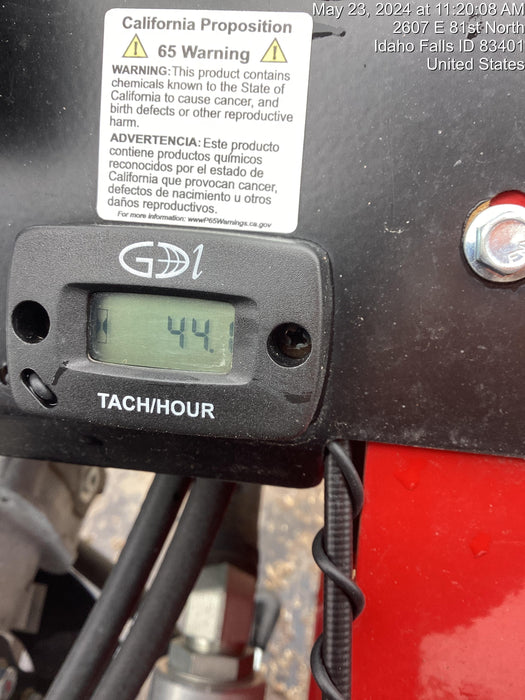 May 23, 2024 at 11:20:08 AM
2607 E 81st North
Idaho Falls ID 83401
United States
California Proposition
65 Warning
WARNING: This product contains
chemicals known to the State of
California to cause cancer, and
birth defects or other reproductive
harm.
ADVERTENCIA: Este producto
contiene productos químicos
reconocidos por el estado de
California que provocan cancer,
defectos de nacimiento u otros
daños reproductivos.
For more information: www.P65Warnings.ca.gov
44.
TACH/HOUR